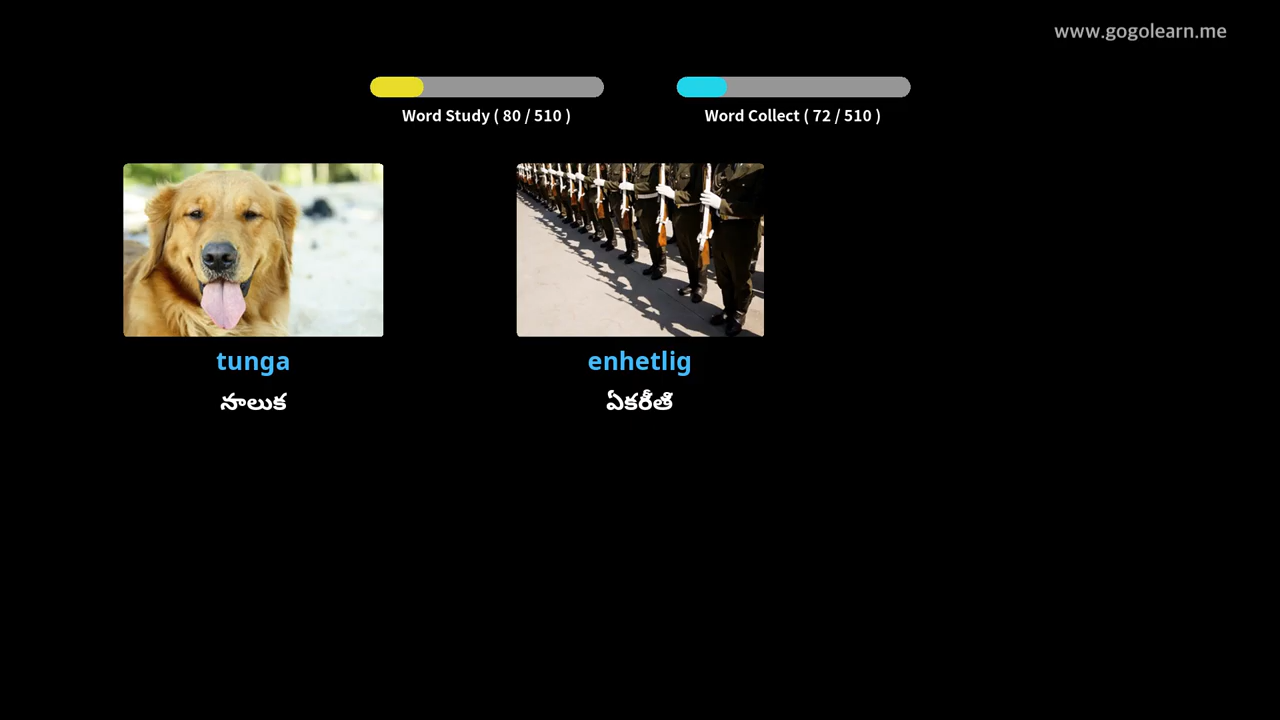 www.gogolearn.me
Word Study ( 80 / 510 )
Word Collect ( 72 / 510 )
tunga
నాలుక
enhetlig
ఏకరీతి